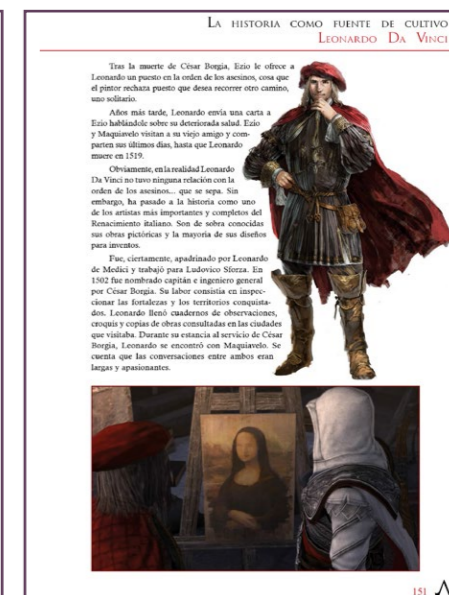 La historia como fuente de cultivo
Leonardo Da Vinci
Tras la muerte de César Borgia, Ezio le ofrece a
Leonardo un puesto en la orden de los asesinos, cosa que
el pintor rechaza puesto que desea recorrer otro camino,
uno solitario.
Años más tarde, Leonardo envía una carta a
Ezio hablándole sobre su deteriorada salud. Ezio
y Maquiavelo visitan a su viejo amigo y com-
parten sus últimos días, hasta que Leonardo
muere en 1519.
Obviamente, en la realidad Leonardo
Da Vinci no tuvo ninguna relación con la
orden de los asesinos... que se sepa. Sin
embargo, ha pasado a la historia como uno
de los artistas más importantes y completos del
Renacimiento italiano. Son de sobra conocidas
sus obras pictóricas y la mayoría de sus diseños
para inventos.
Fue, ciertamente, apadrinado por Leonardo
de Medici y trabajó para Ludovico Sforza. En
1502 fue nombrado capitán e ingeniero general
por César Borgia. Su labor consistía en inspec-
cionar las fortalezas y los territorios conquista-
dos. Leonardo llenó cuadernos de observaciones,
croquis y copias de obras consultadas en las ciudades
que visitaba. Durante su estancia al servicio de César
Borgia, Leonardo se encontró con Maquiavelo. Se
cuenta que las conversaciones entre ambos eran
largas y apasionantes.
151